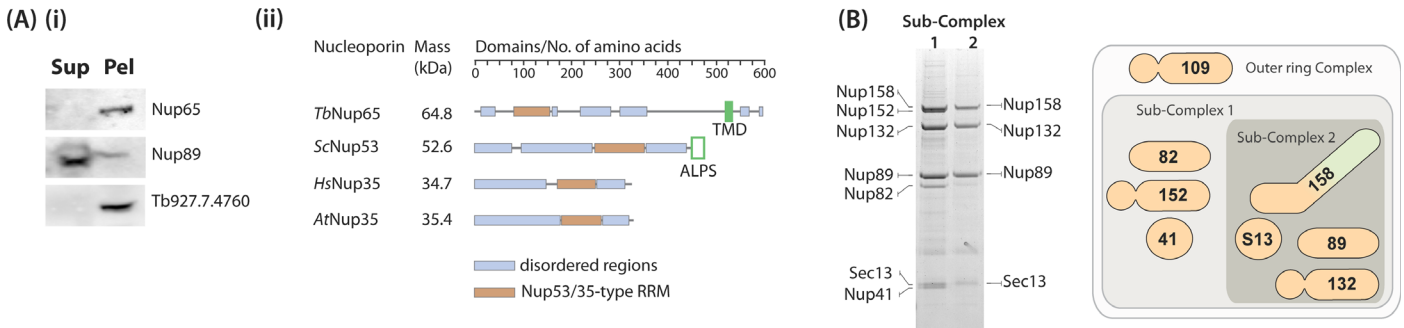 (A) (i)
Sup Pel
Nup65
Nup89
Tb927.7.4760
(ii)
Nucleoporin Mass (kDa) Domains/No. of amino acids
0 100 200 300 400 500 600
TbNup65 64.8
TMD
ScNup53 52.6
ALPS
HsNup35 34.7
AtNup35 35.4
disordered regions
Nup53/35-type RRM
(B)
Sub-Complex
1 2
Nup158
Nup152
Nup132
Nup89
Nup82
Sec13
Nup41
Nup158
Nup132
Nup89
Sec13
109 Outer ring Complex
Sub-Complex 1
Sub-Complex 2
82
158
152
41
S13
89
132